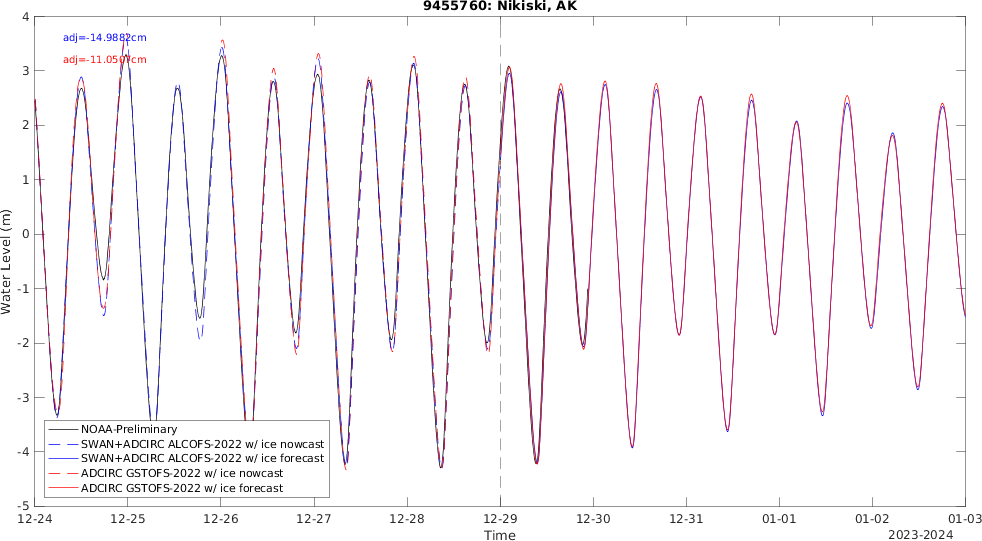 9455760: Nikiski, AK
adj=-14.9882cm
adj=-11.0507cm
Water Level (m)
4
3
2
1
0
-1
-2
-3
-4
-5
NOAA-Preliminary
SWAN+ADCIRC ALCOFS-2022 w/ ice nowcast
SWAN+ADCIRC ALCOFS-2022 w/ ice forecast
ADCIRC GSTOFS-2022 w/ ice nowcast
ADCIRC GSTOFS-2022 w/ ice forecast
12-24 12-25 12-26 12-27 12-28 12-29 12-30 12-31 01-01 01-02 01-03
Time
2023-2024